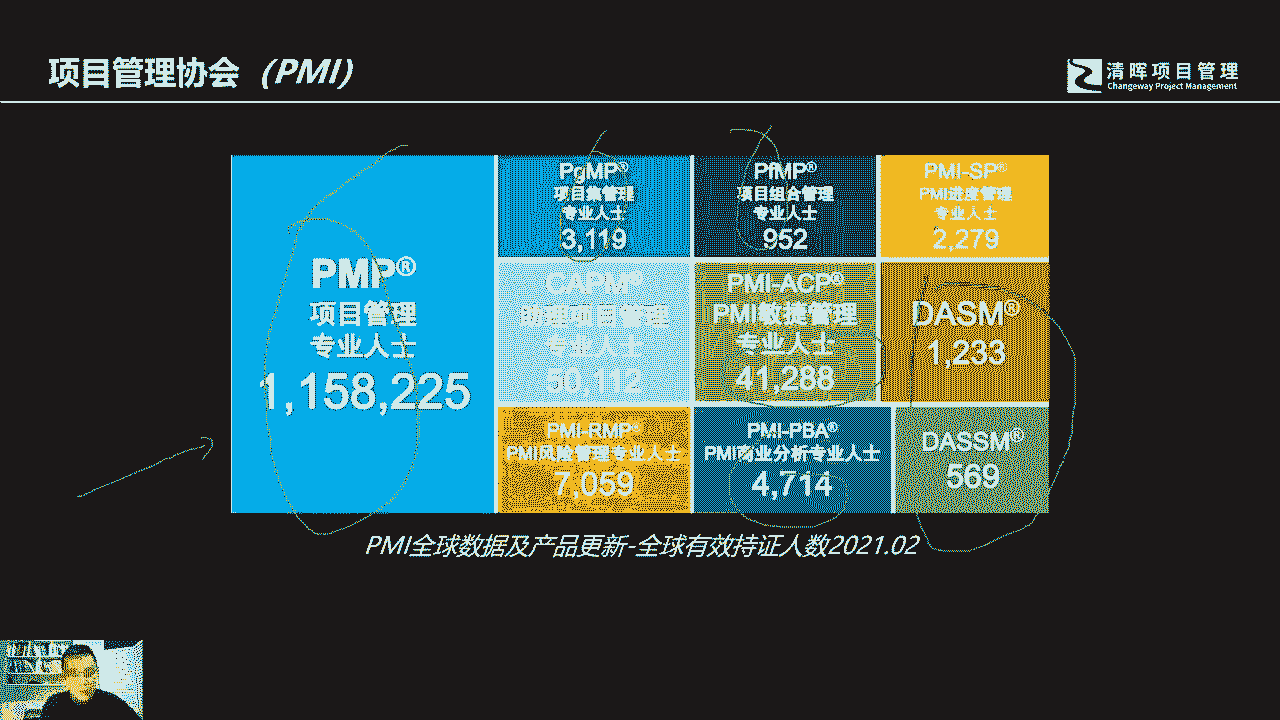 项目管理协会（PMI）
清晖项目管理
Changeway Project Management
PMP®
项目管理
专业人士
1,158,225
PgMP®
项目集管理
专业人士
3,119
PfMP®
项目组合管理
专业人士
952
PMI-SP®
PMI进度管理
专业人士
2,279
CAPM®
助理项目管理
专业人士
50,112
PMI-ACP®
PMI敏捷管理
专业人士
41,288
DASM®
1,233
PMI-RMP®
PMI风险管理专业人士
7,059
PMI-PBA®
PMI商业分析专业人士
4,714
DASSM®
569
PMI全球数据及产品更新-全球有效持证人数2021.02